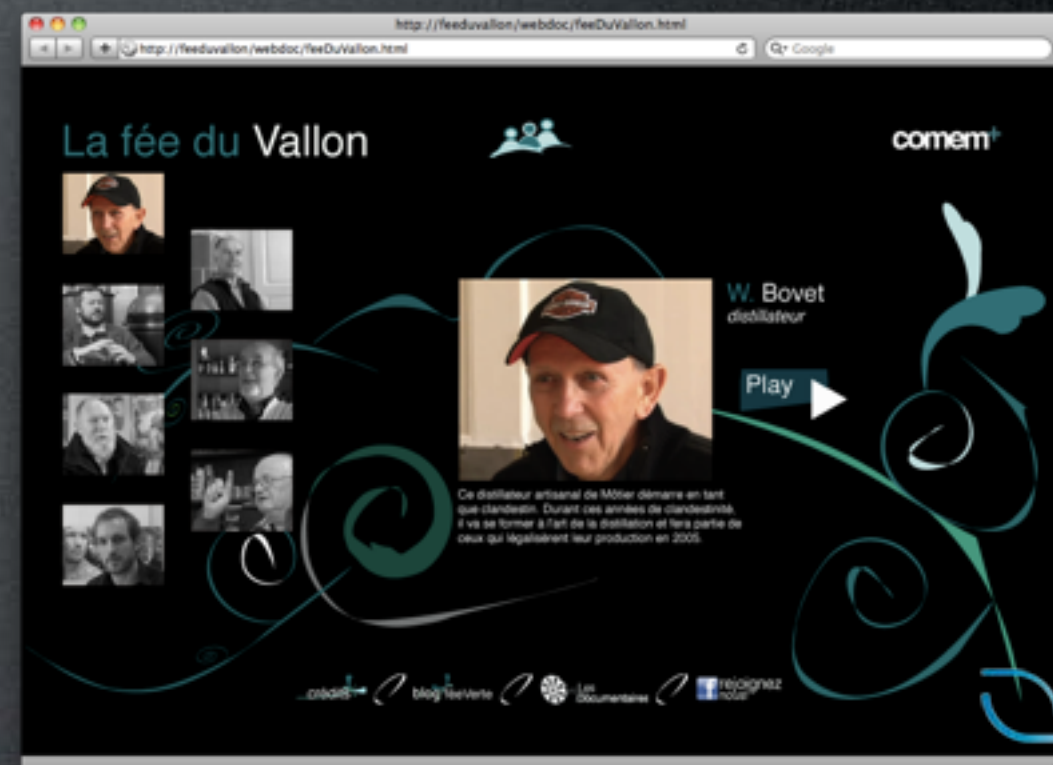 http://feeduvallon/webdoc/feeDuVallon.html
http://feeduvallon/webdoc/feeDuVallon.html
Google
La fée du Vallon
comem+
W. Bovet
distillateur
Play
Ce distillateur artisanal de Môtier démarre en tant
que clandestin. Durant ces années de clandestinité,
il va se former à l'art de la distillation et fera partie de
ceux qui légalisèrent leur production en 2005.
crédits
blog féeVerte
Les
Documentaires
rejoignez
nous